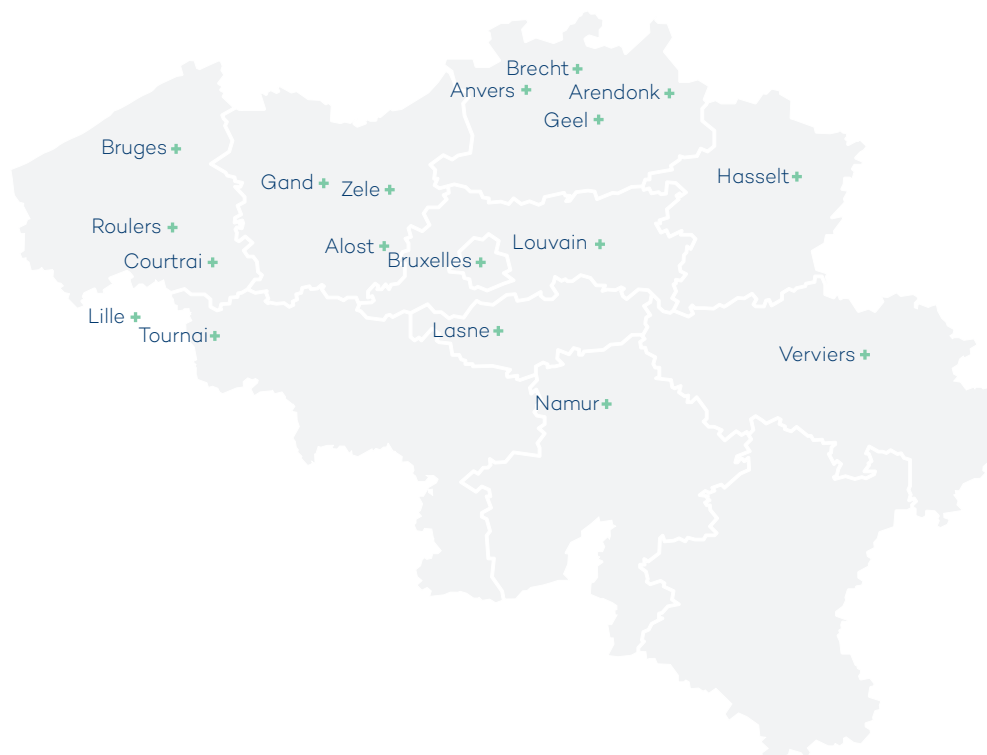 Brecht
Anvers
Arendonk
Geel
Bruges
Hasselt
Gand
Zele
Roulers
Louvain
Alost
Courtrai
Bruxelles
Lille
Lasne
Tournai
Verviers
Namur